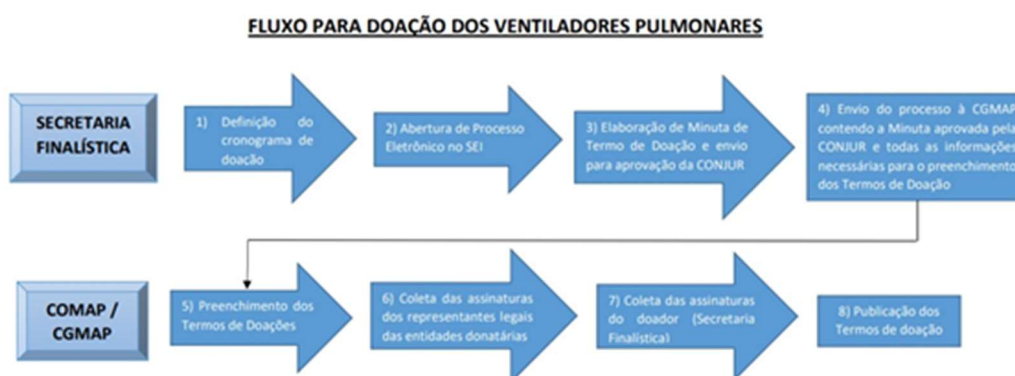 FLUXO PARA DOAÇÃO DOS VENTILADORES PULMONARES
SECRETARIA
FINALÍSTICA
1) Definição do
cronograma de
doação
2) Abertura de Processo
Eletrônico no SEI
3) Elaboração de Minuta de
Termo de Doação e envio
para aprovação da CONJUR
4) Envio do processo à CGMAP
contendo a Minuta aprovada pela
CONJUR e todas as informações
necessárias para o preenchimento
dos Termos de Doação
COMAP /
CGMAP
5) Preenchimento dos
Termos de Doações
6) Coleta das assinaturas
dos representantes legais
das entidades donatárias
7) Coleta das assinaturas
do doador (Secretaria
Finalística)
8) Publicação dos
Termos de doação